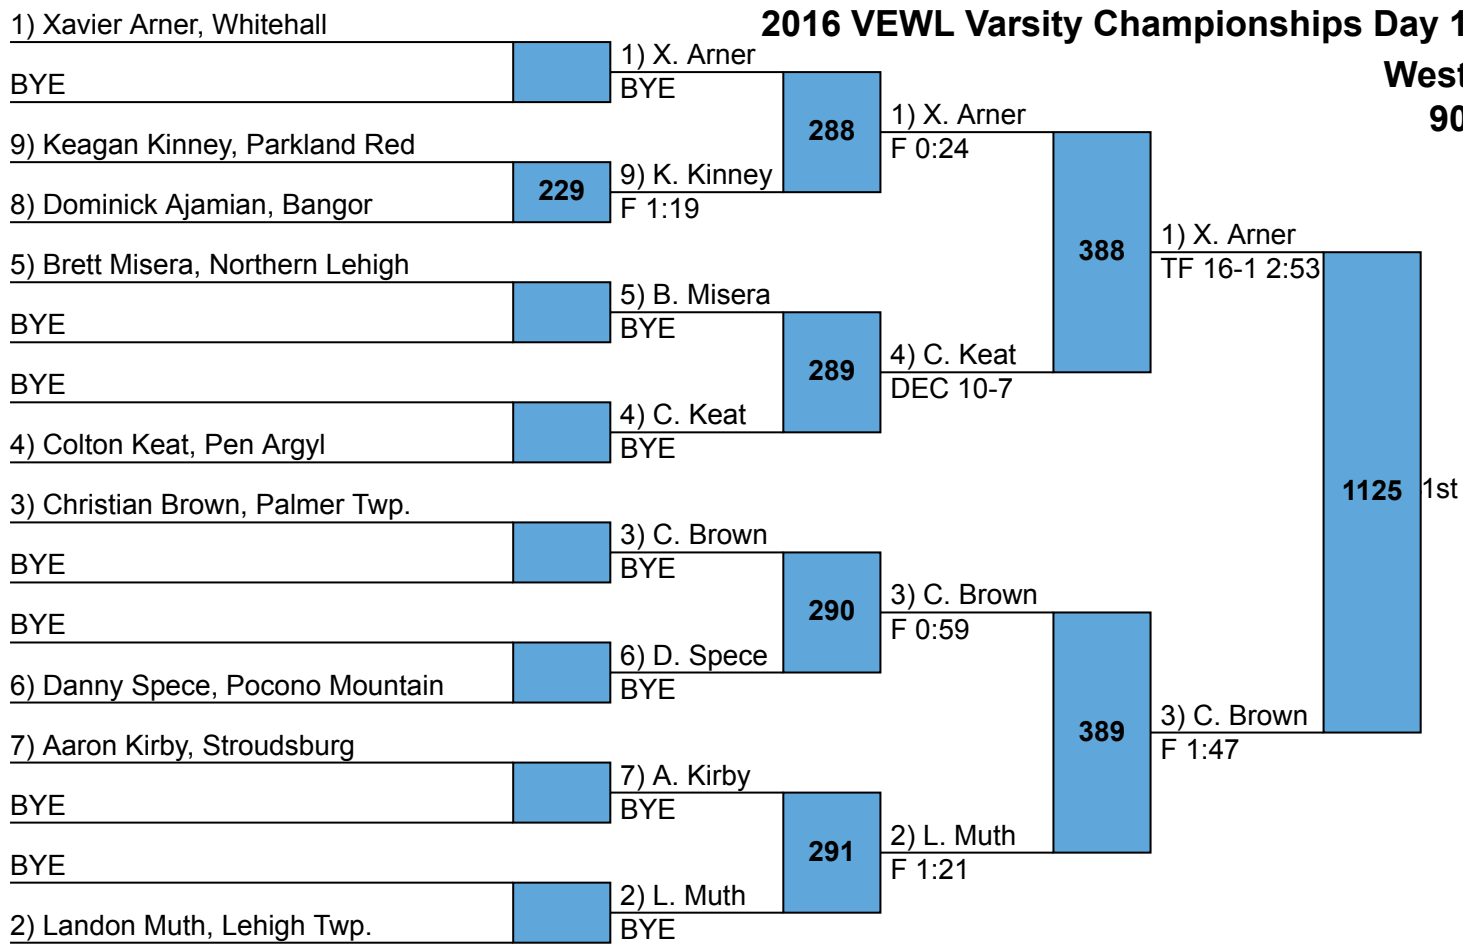 2016 VEWL Varsity Championships Day 1
West
90
1) Xavier Arner, Whitehall
BYE
9) Keagan Kinney, Parkland Red
229
8) Dominick Ajamian, Bangor
5) Brett Misera, Northern Lehigh
BYE
BYE
4) Colton Keat, Pen Argyl
3) Christian Brown, Palmer Twp.
BYE
BYE
6) Danny Spece, Pocono Mountain
7) Aaron Kirby, Stroudsburg
BYE
BYE
2) Landon Muth, Lehigh Twp.
1) X. Arner
BYE
288
9) K. Kinney
F 1:19
5) B. Misera
BYE
289
4) C. Keat
BYE
3) C. Brown
BYE
290
6) D. Spece
BYE
7) A. Kirby
BYE
291
2) L. Muth
BYE
1) X. Arner
F 0:24
388
4) C. Keat
DEC 10-7
3) C. Brown
F 0:59
389
2) L. Muth
F 1:21
1) X. Arner
TF 16-1 2:53
1125
1st
3) C. Brown
F 1:47